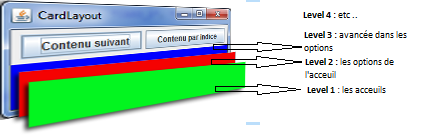 CardLayout
Contenu suivant
Contenu par indice
Level 4 : etc ..
Level 3 : avancée dans les
options
Level 2 : les options de
l'acceuil
Level 1 : les acceuils